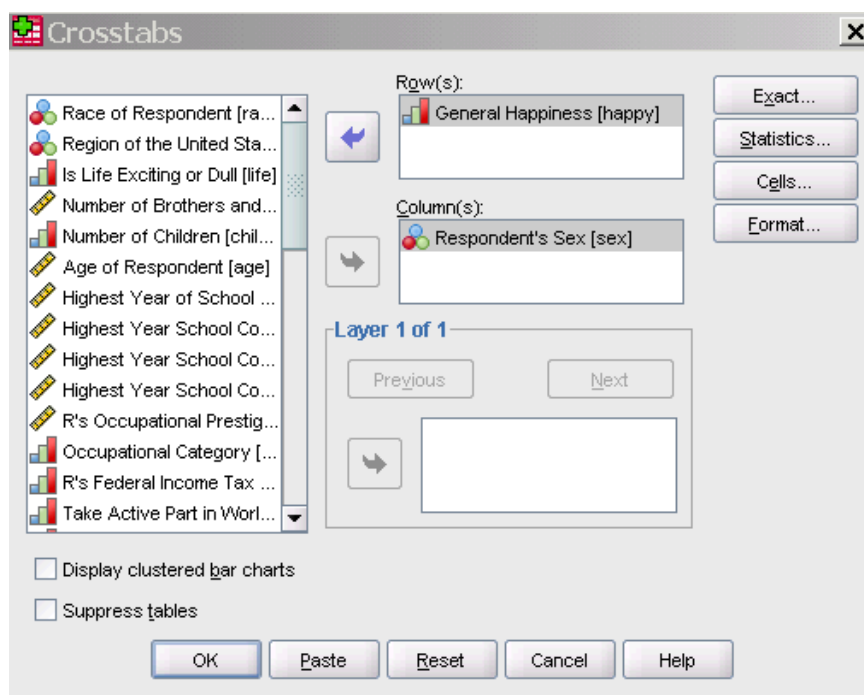 Crosstabs
Race of Respondent [ra...
Region of the United Sta...
Is Life Exciting or Dull [life]
Number of Brothers and...
Number of Children [chil...
Age of Respondent [age]
Highest Year of School ...
Highest Year School Co...
Highest Year School Co...
Highest Year School Co...
R's Occupational Prestig...
Occupational Category [...
R's Federal Income Tax ...
Take Active Part in Worl...
Row(s):
General Happiness [happy]
Column(s):
Respondent's Sex [sex]
Layer 1 of 1
Previous
Next
Exact...
Statistics...
Cells...
Format...
Display clustered bar charts
Suppress tables
OK
Paste
Reset
Cancel
Help